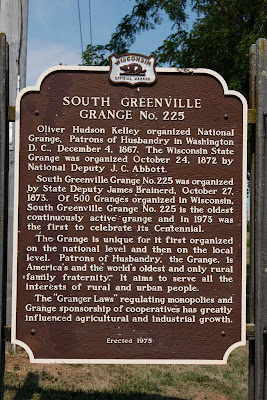 WISCONSIN
OFFICIAL MARKER
SOUTH GREENVILLE
GRANGE No. 225
Oliver Hudson Kelley organized National
Grange, Patrons of Husbandry in Washington
D. C., December 4, 1867. The Wisconsin State
Grange was organized October 24, 1872 by
National Deputy J. C. Abbott.
South Greenville Grange No. 225 was organized
by State Deputy James Brainerd, October 27,
1873. Of 500 Granges organized in Wisconsin,
South Greenville Grange No. 225 is the oldest
continuously active grange and in 1973 was
the first to celebrate its Centennial.
The Grange is unique for it first organized
on the national level and then on the local
level. Patrons of Husbandry, the Grange, is
America's and the world's oldest and only rural
"family fraternity." It aims to serve all the
interests of rural and urban people.
The "Granger Laws" regulating monopolies and
Grange sponsorship of cooperatives has greatly
influenced agricultural and industrial growth.
Erected 1975